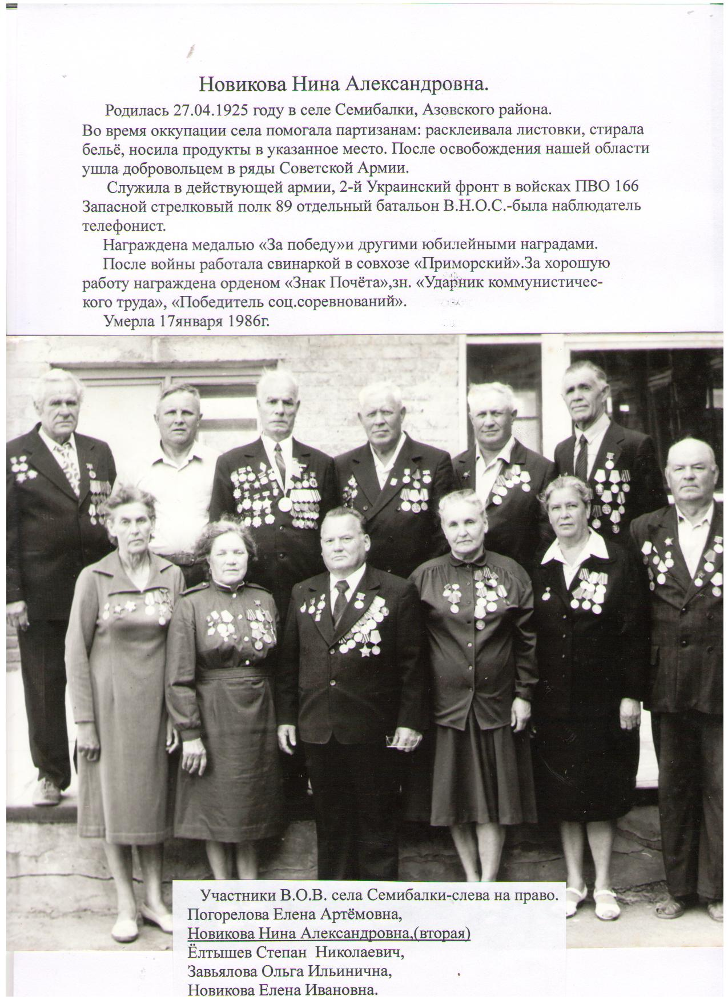 Новикова Нина Александровна.
Родилась 27.04.1925 году в селе Семибалки, Азовского района.
Во время оккупации села помогала партизанам: расклеивала листовки, стирала
бельё, носила продукты в указанное место. После освобождения нашей области
ушла добровольцем в ряды Советской Армии.
Служила в действующей армии, 2-й Украинский фронт в войсках ПВО 166
Запасной стрелковый полк 89 отдельный батальон В.Н.О.С.-была наблюдатель
телефонист.
Награждена медалью «За победу»и другими юбилейными наградами.
После войны работала свинаркой в совхозе «Приморский».За хорошую
работу награждена орденом «Знак Почёта»,зн. «Ударник коммунистичес-
кого труда», «Победитель соц.соревнований».
Умерла 17января 1986г.
Участники В.О.В. села Семибалки-слева на право.
Погорелова Елена Артёмовна,
Новикова Нина Александровна,(вторая)
Ёлтышев Степан  Николаевич,
Завьялова Ольга Ильинична,
Новикова Елена Ивановна.